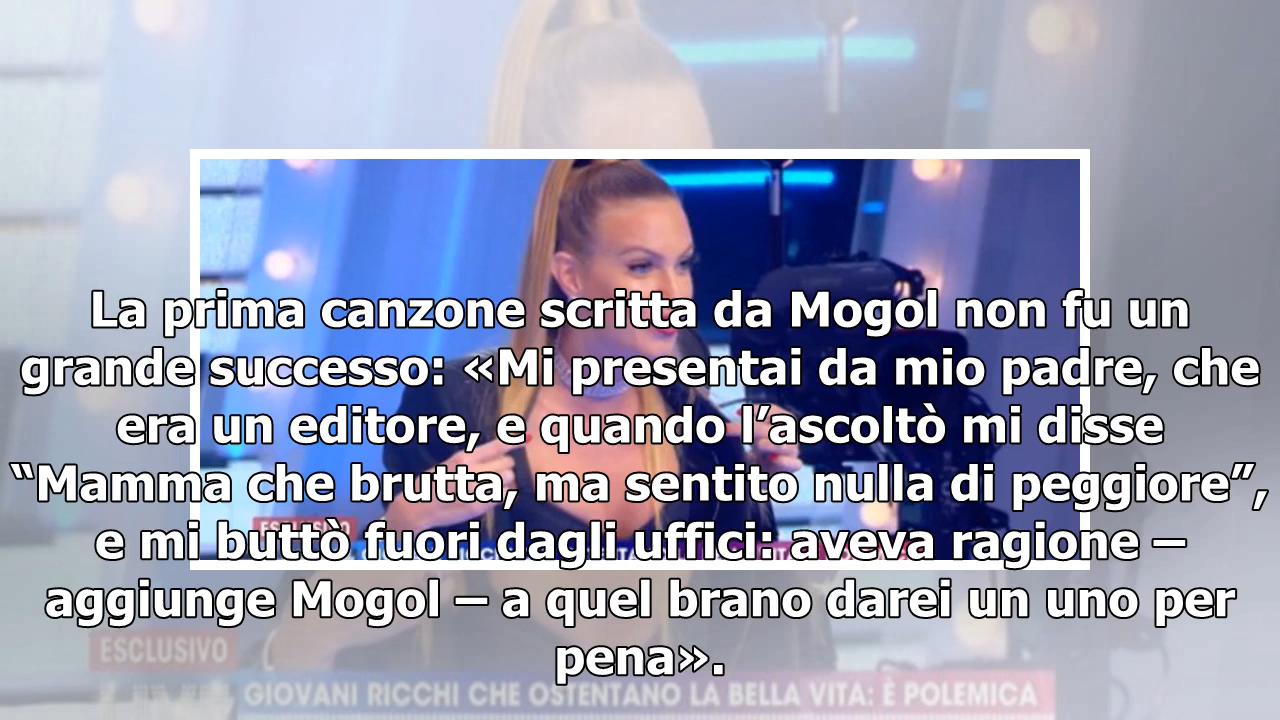 La prima canzone scritta da Mogol non fu un
grande successo: «Mi presentai da mio padre, che
era un editore, e quando l’ascoltò mi disse
“Mamma che brutta, ma sentito nulla di peggiore”,
e mi buttò fuori dagli uffici: aveva ragione –
aggiunge Mogol – a quel brano darei un uno per
pena».
ESCLUSIVO
ESCLUSIVO
GIOVANI RICCHI CHE OSTENTANO LA BELLA VITA: È POLEMICA